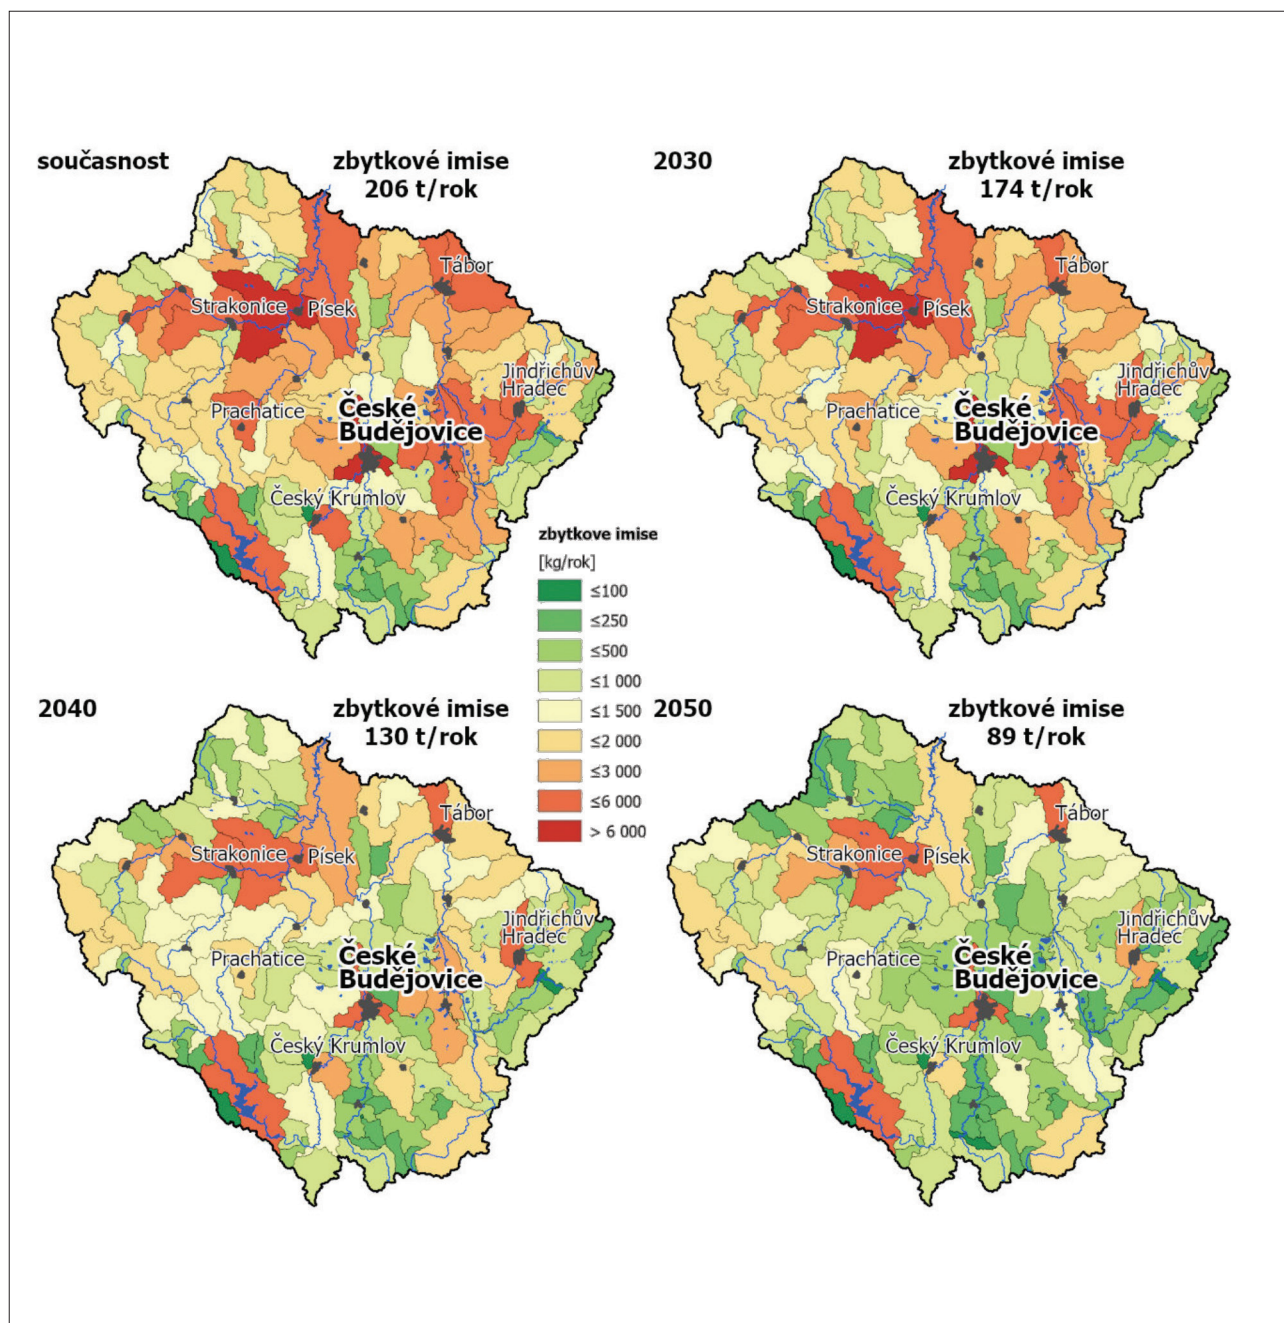 současnost
zbytkové imise
206 t/rok
Tábor
Strakonice
Písek
Jindřichův
Hradec
Prachatice
České
Budějovice
Český Krumlov
2030
zbytkové imise
174 t/rok
Tábor
Strakonice
Písek
Jindřichův
Hradec
Prachatice
České
Budějovice
Český Krumlov
zbytkove imise
[kg/rok]
≤100
≤250
≤500
≤1 000
≤1 500
≤2 000
≤3 000
≤6 000
> 6 000
2040
zbytkové imise
130 t/rok
Tábor
Strakonice
Písek
Jindřichův
Hradec
Prachatice
České
Budějovice
Český Krumlov
2050
zbytkové imise
89 t/rok
Tábor
Strakonice
Písek
Jindřichův
Hradec
Prachatice
České
Budějovice
Český Krumlov